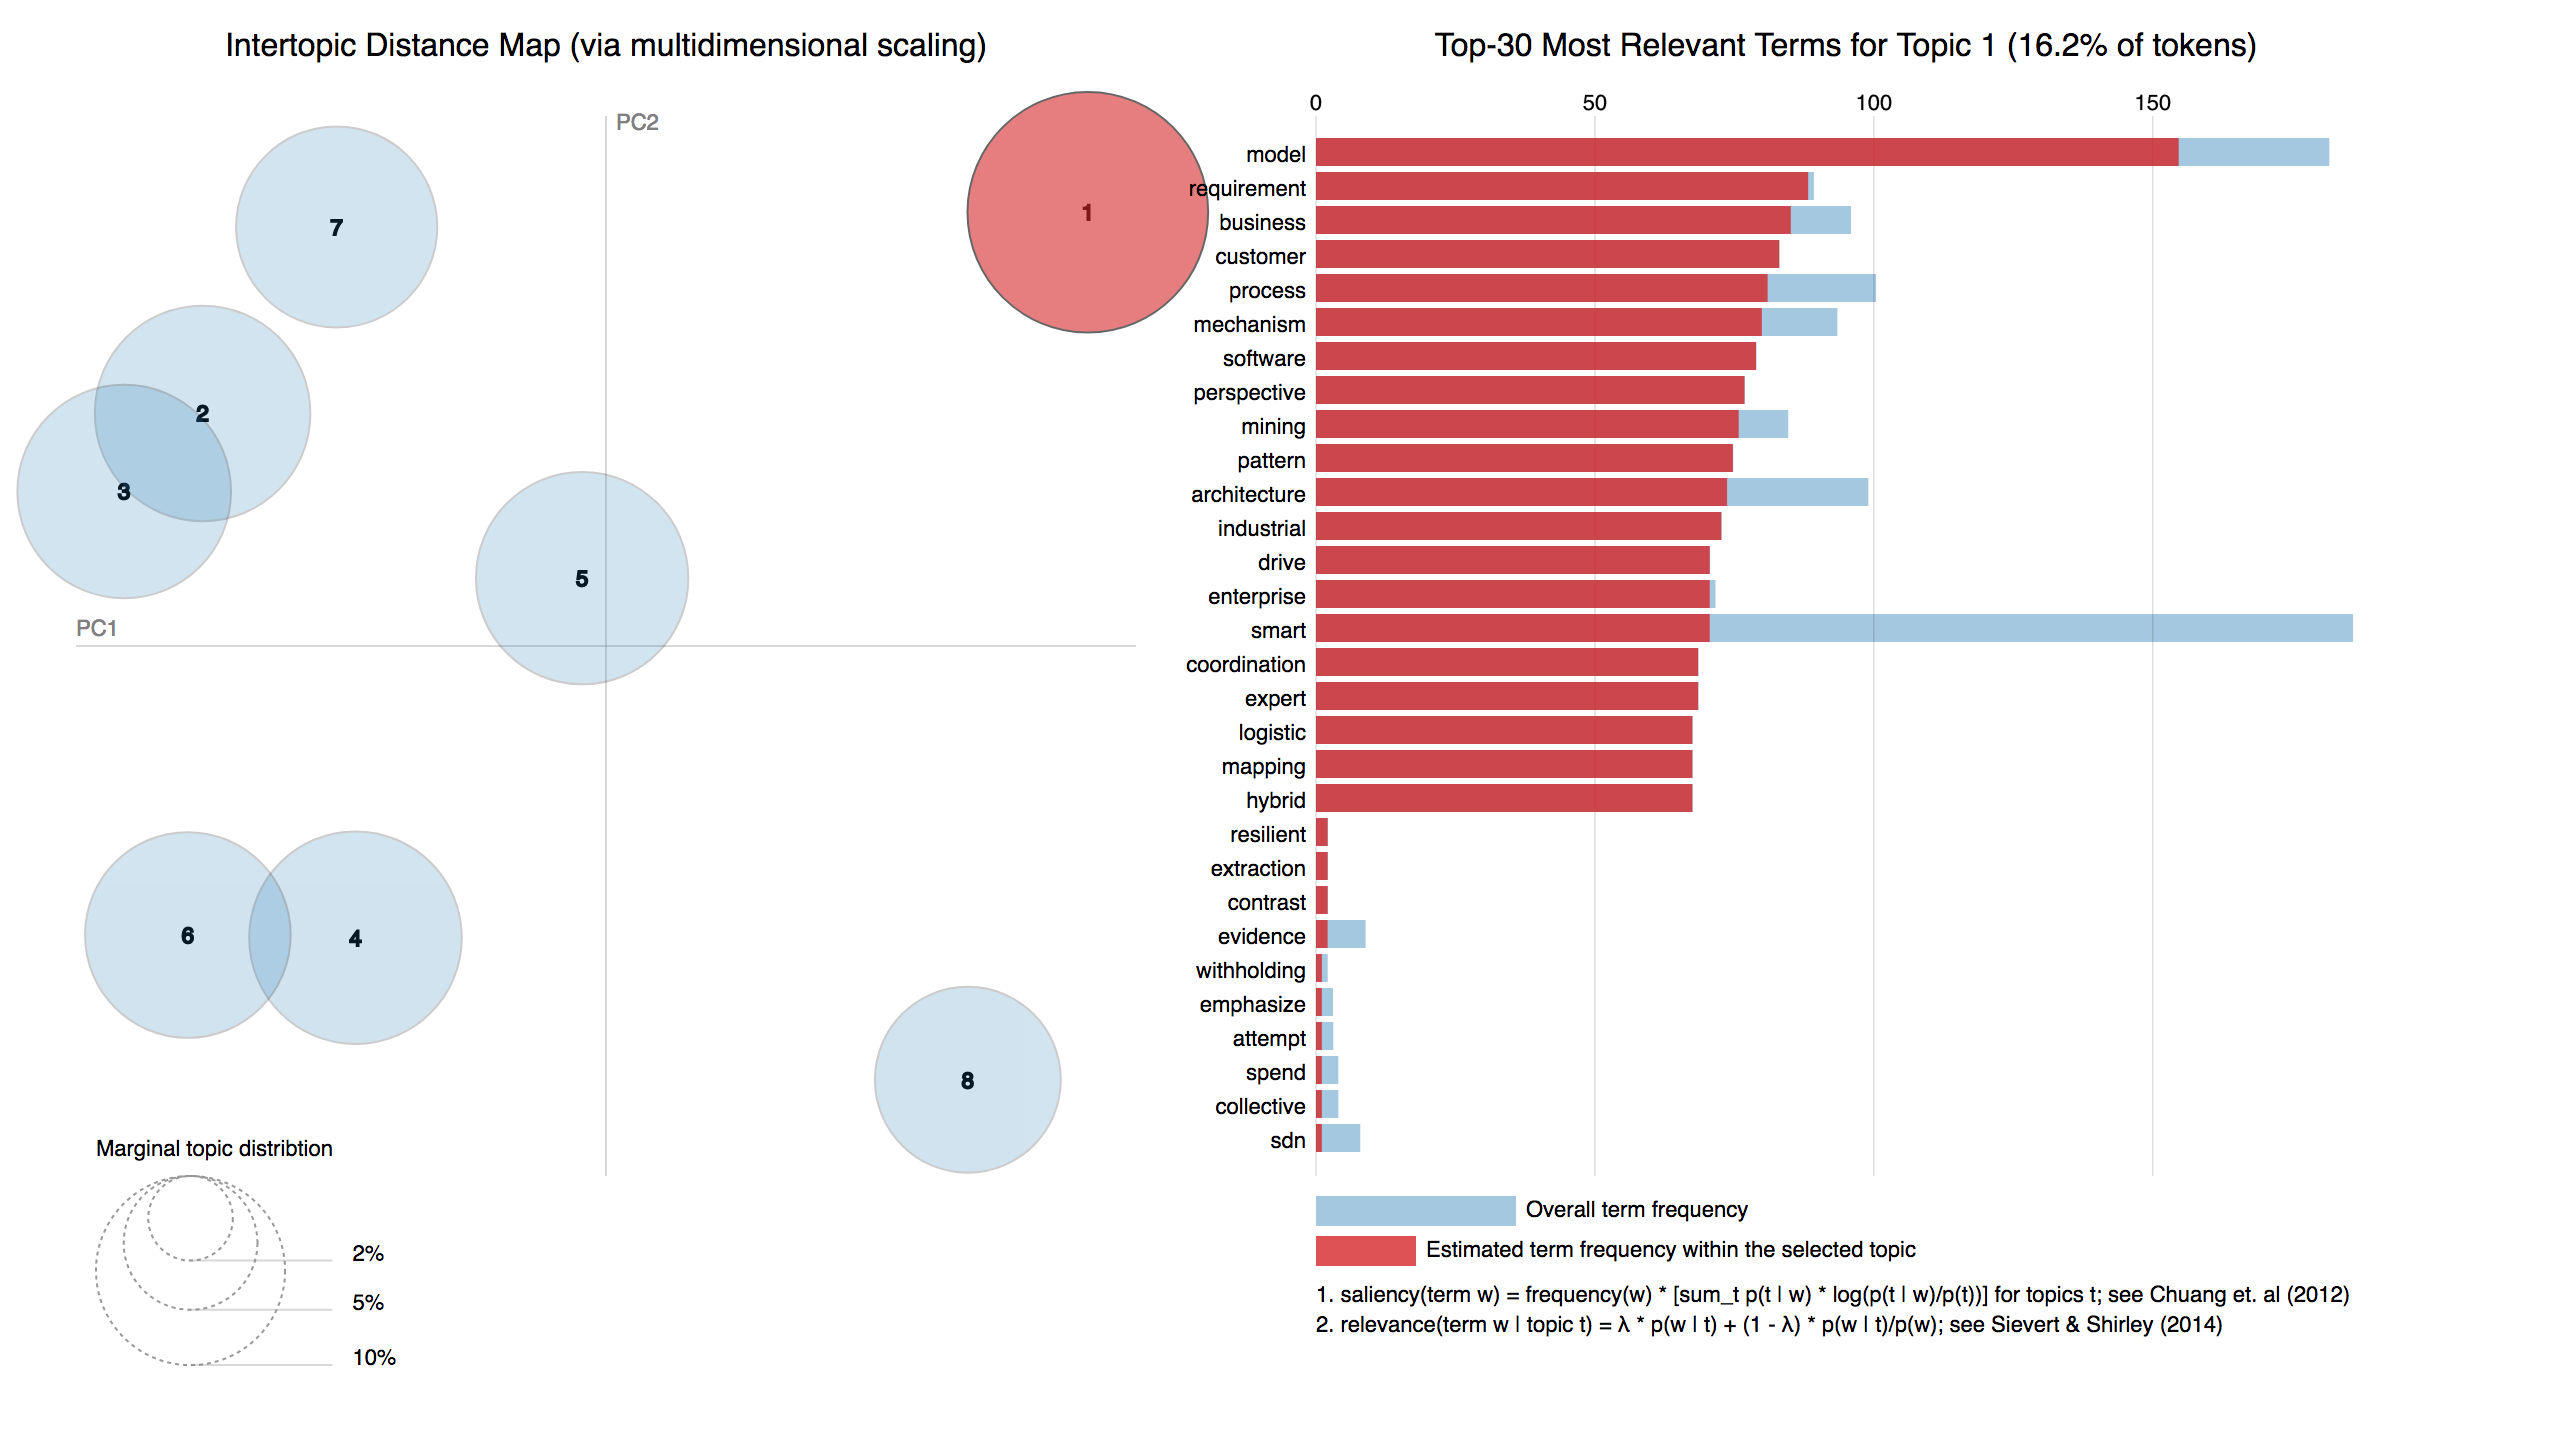 Intertopic Distance Map (via multidimensional scaling)
PC2
PC1
1
7
2
3
5
6
4
8
Marginal topic distribtion
2%
5%
10%
Top-30 Most Relevant Terms for Topic 1 (16.2% of tokens)
0 50 100 150
model
requirement
business
customer
process
mechanism
software
perspective
mining
pattern
architecture
industrial
drive
enterprise
smart
coordination
expert
logistic
mapping
hybrid
resilient
extraction
contrast
evidence
withholding
emphasize
attempt
spend
collective
sdn
Overall term frequency
Estimated term frequency within the selected topic
1. saliency(term w) = frequency(w) * [sum_t p(t | w) * log(p(t | w)/p(t))] for topics t; see Chuang et. al (2012)
2. relevance(term w | topic t) = λ * p(w | t) + (1 - λ) * p(w | t)/p(w); see Sievert & Shirley (2014)